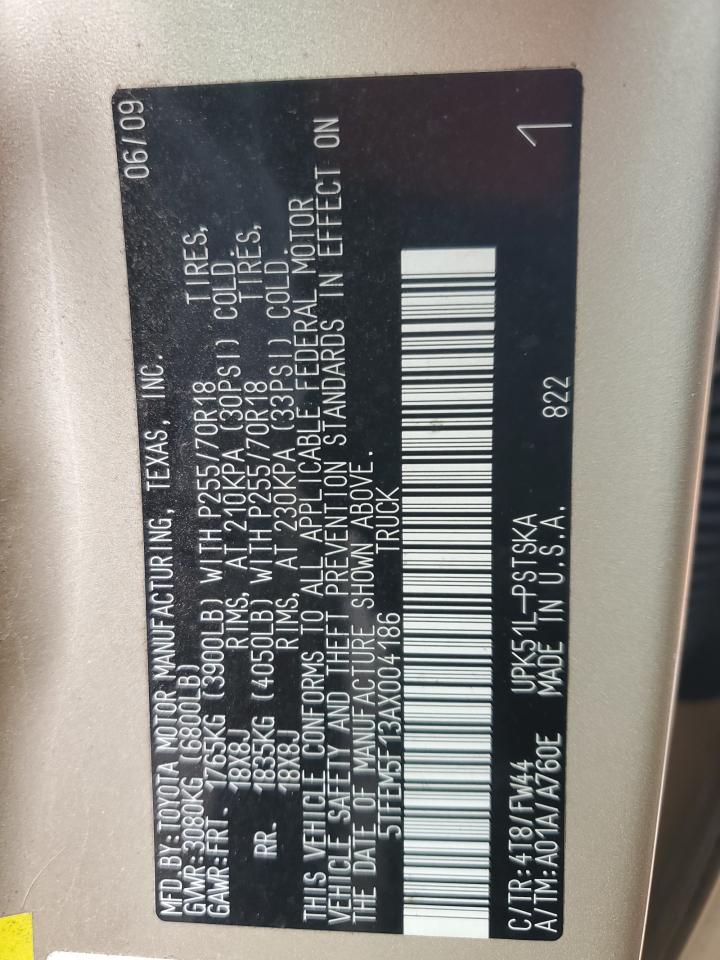 MFD.BY:TOYOTA MOTOR MANUFACTURING, TEXAS, INC. 06/09
GVWR:3080KG (6800LB)
GAWR:FRT. 1765KG (3900LB) WITH P255/70R18 TIRES,
18X8J RIMS, AT 210KPA (30PSI) COLD.
RR. 1835KG (4050LB) WITH P255/70R18 TIRES,
18X8J RIMS, AT 230KPA (33PSI) COLD.
THIS VEHICLE CONFORMS TO ALL APPLICABLE FEDERAL MOTOR
VEHICLE SAFETY AND THEFT PREVENTION STANDARDS IN EFFECT ON
THE DATE OF MANUFACTURE SHOWN ABOVE.
5TFEM5F13AX004186 TRUCK
C/TR:4T8/FW44 UPK51L-PSTSKA
A/TM:A01A/A760E MADE IN U.S.A. 822 1